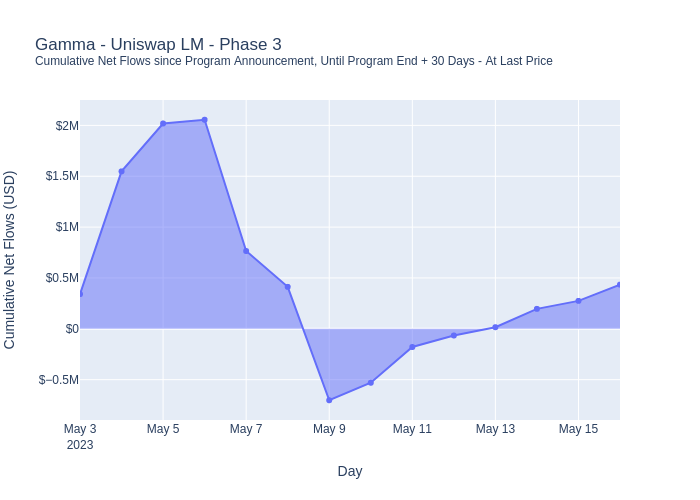 Gamma - Uniswap LM - Phase 3
Cumulative Net Flows since Program Announcement, Until Program End + 30 Days - At Last Price
Cumulative Net Flows (USD)
$2M
$1.5M
$1M
$0.5M
$0
$−0.5M
May 3
2023
May 5
May 7
May 9
May 11
May 13
May 15
Day